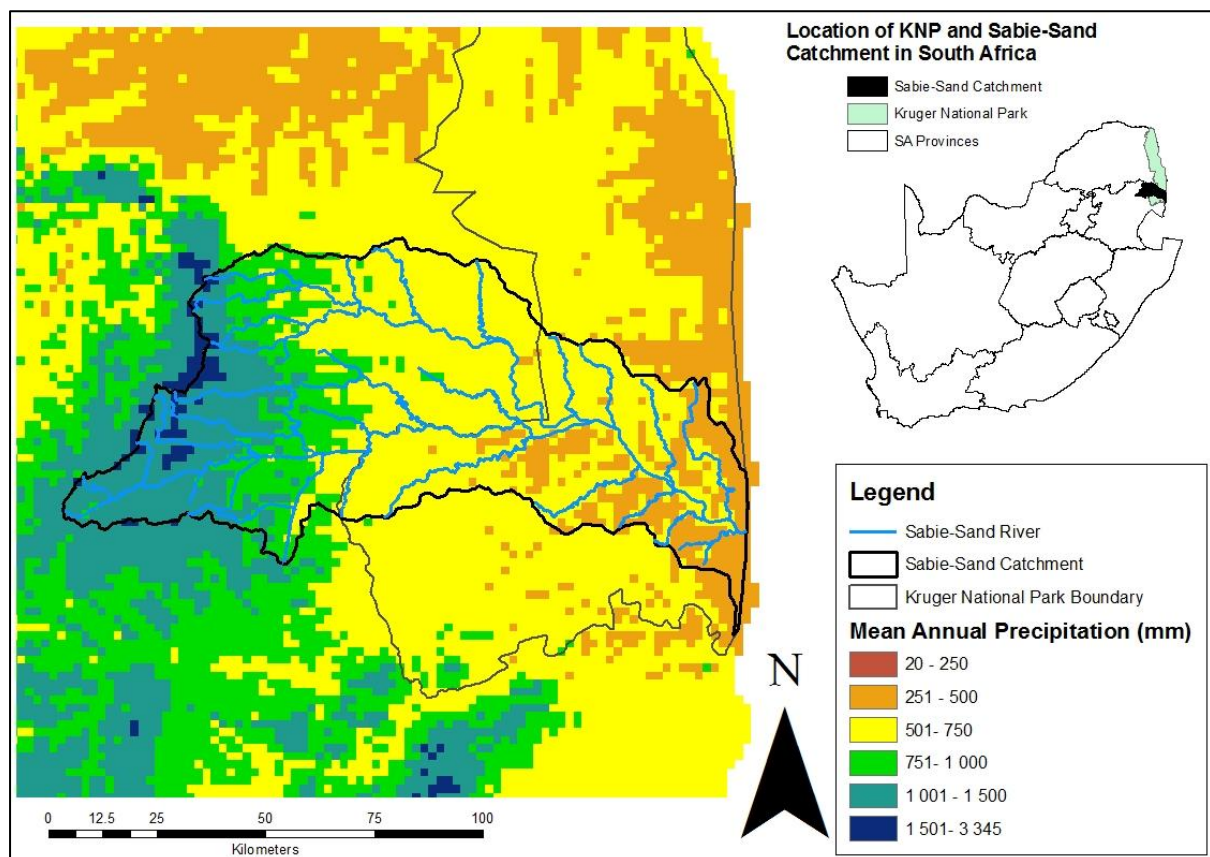 Location of KNP and Sabie-Sand
Catchment in South Africa
Sabie-Sand Catchment
Kruger National Park
SA Provinces
Legend
Sabie-Sand River
Sabie-Sand Catchment
Kruger National Park Boundary
Mean Annual Precipitation (mm)
20 - 250
251 - 500
501- 750
751- 1 000
1 001 - 1 500
1 501- 3 345
N
0 12.5 25 50 75 100
Kilometers